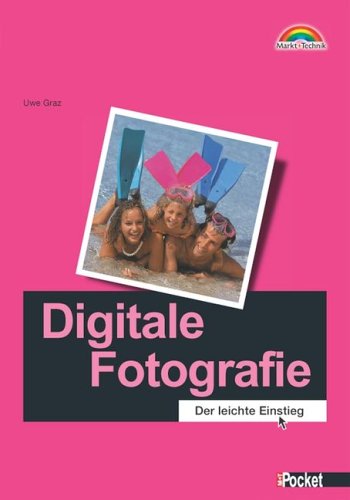 Markt+Technik
Uwe Graz
Digitale
Fotografie
Der leichte Einstieg
M+T
Pocket